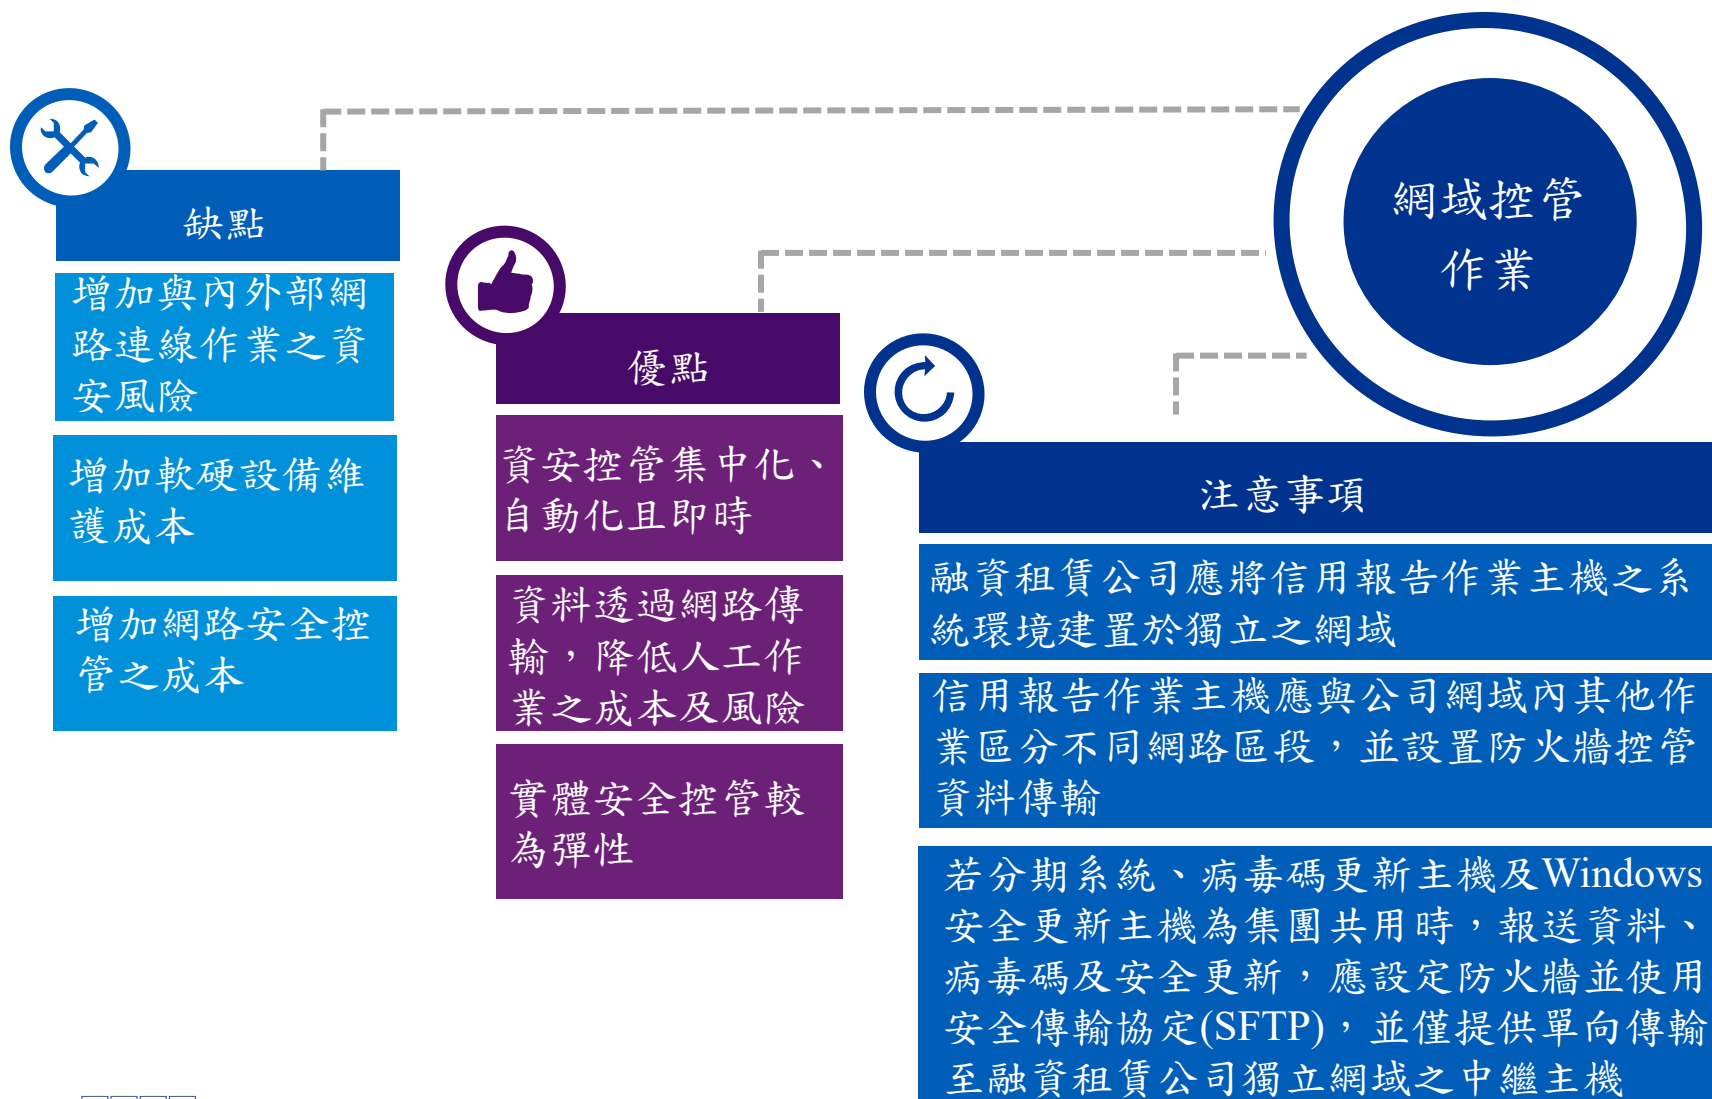 網域控管
作業
缺點
增加與內外部網
路連線作業之資
安風險
增加軟硬設備維
護成本
增加網路安全控
管之成本
優點
資安控管集中化、
自動化且即時
資料透過網路傳
輸，降低人工作
業之成本及風險
實體安全控管較
為彈性
注意事項
融資租賃公司應將信用報告作業主機之系
統環境建置於獨立之網域
信用報告作業主機應與公司網域內其他作
業區分不同網路區段，並設置防火牆控管
資料傳輸
若分期系統、病毒碼更新主機及Windows
安全更新主機為集團共用時，報送資料、
病毒碼及安全更新，應設定防火牆並使用
安全傳輸協定(SFTP)，並僅提供單向傳輸
至融資租賃公司獨立網域之中繼主機